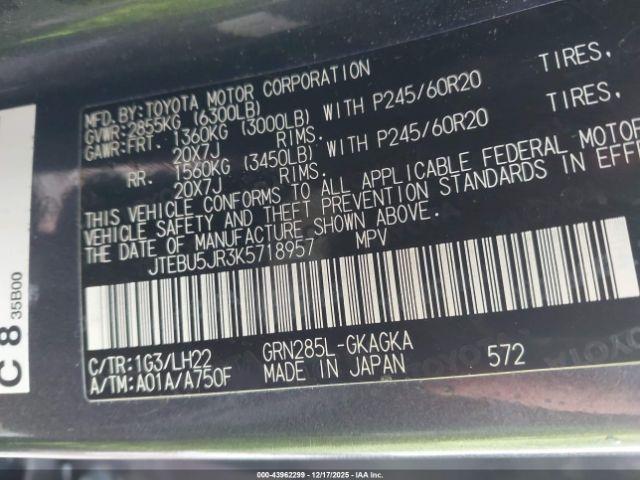 MFD. BY: TOYOTA MOTOR CORPORATION
GVWR: 2855KG (6300LB)
GAWR: FRT. 1360KG (3000LB) WITH P245/60R20 TIRES,
20X7J RIMS.
RR. 1560KG (3450LB) WITH P245/60R20 TIRES,
20X7J RIMS.
THIS VEHICLE CONFORMS TO ALL APPLICABLE FEDERAL MOTOR
VEHICLE SAFETY AND THEFT PREVENTION STANDARDS IN EFFE
THE DATE OF MANUFACTURE SHOWN ABOVE.
JTEBU5JR3K5718957 MPV
C/TR: 1G3/LH22 GRN285L-GKAGKA
A/TM: A01A/A750F MADE IN JAPAN 572
C 8 35B00
000-43962299 - 12/17/2025 - IAAI.CA